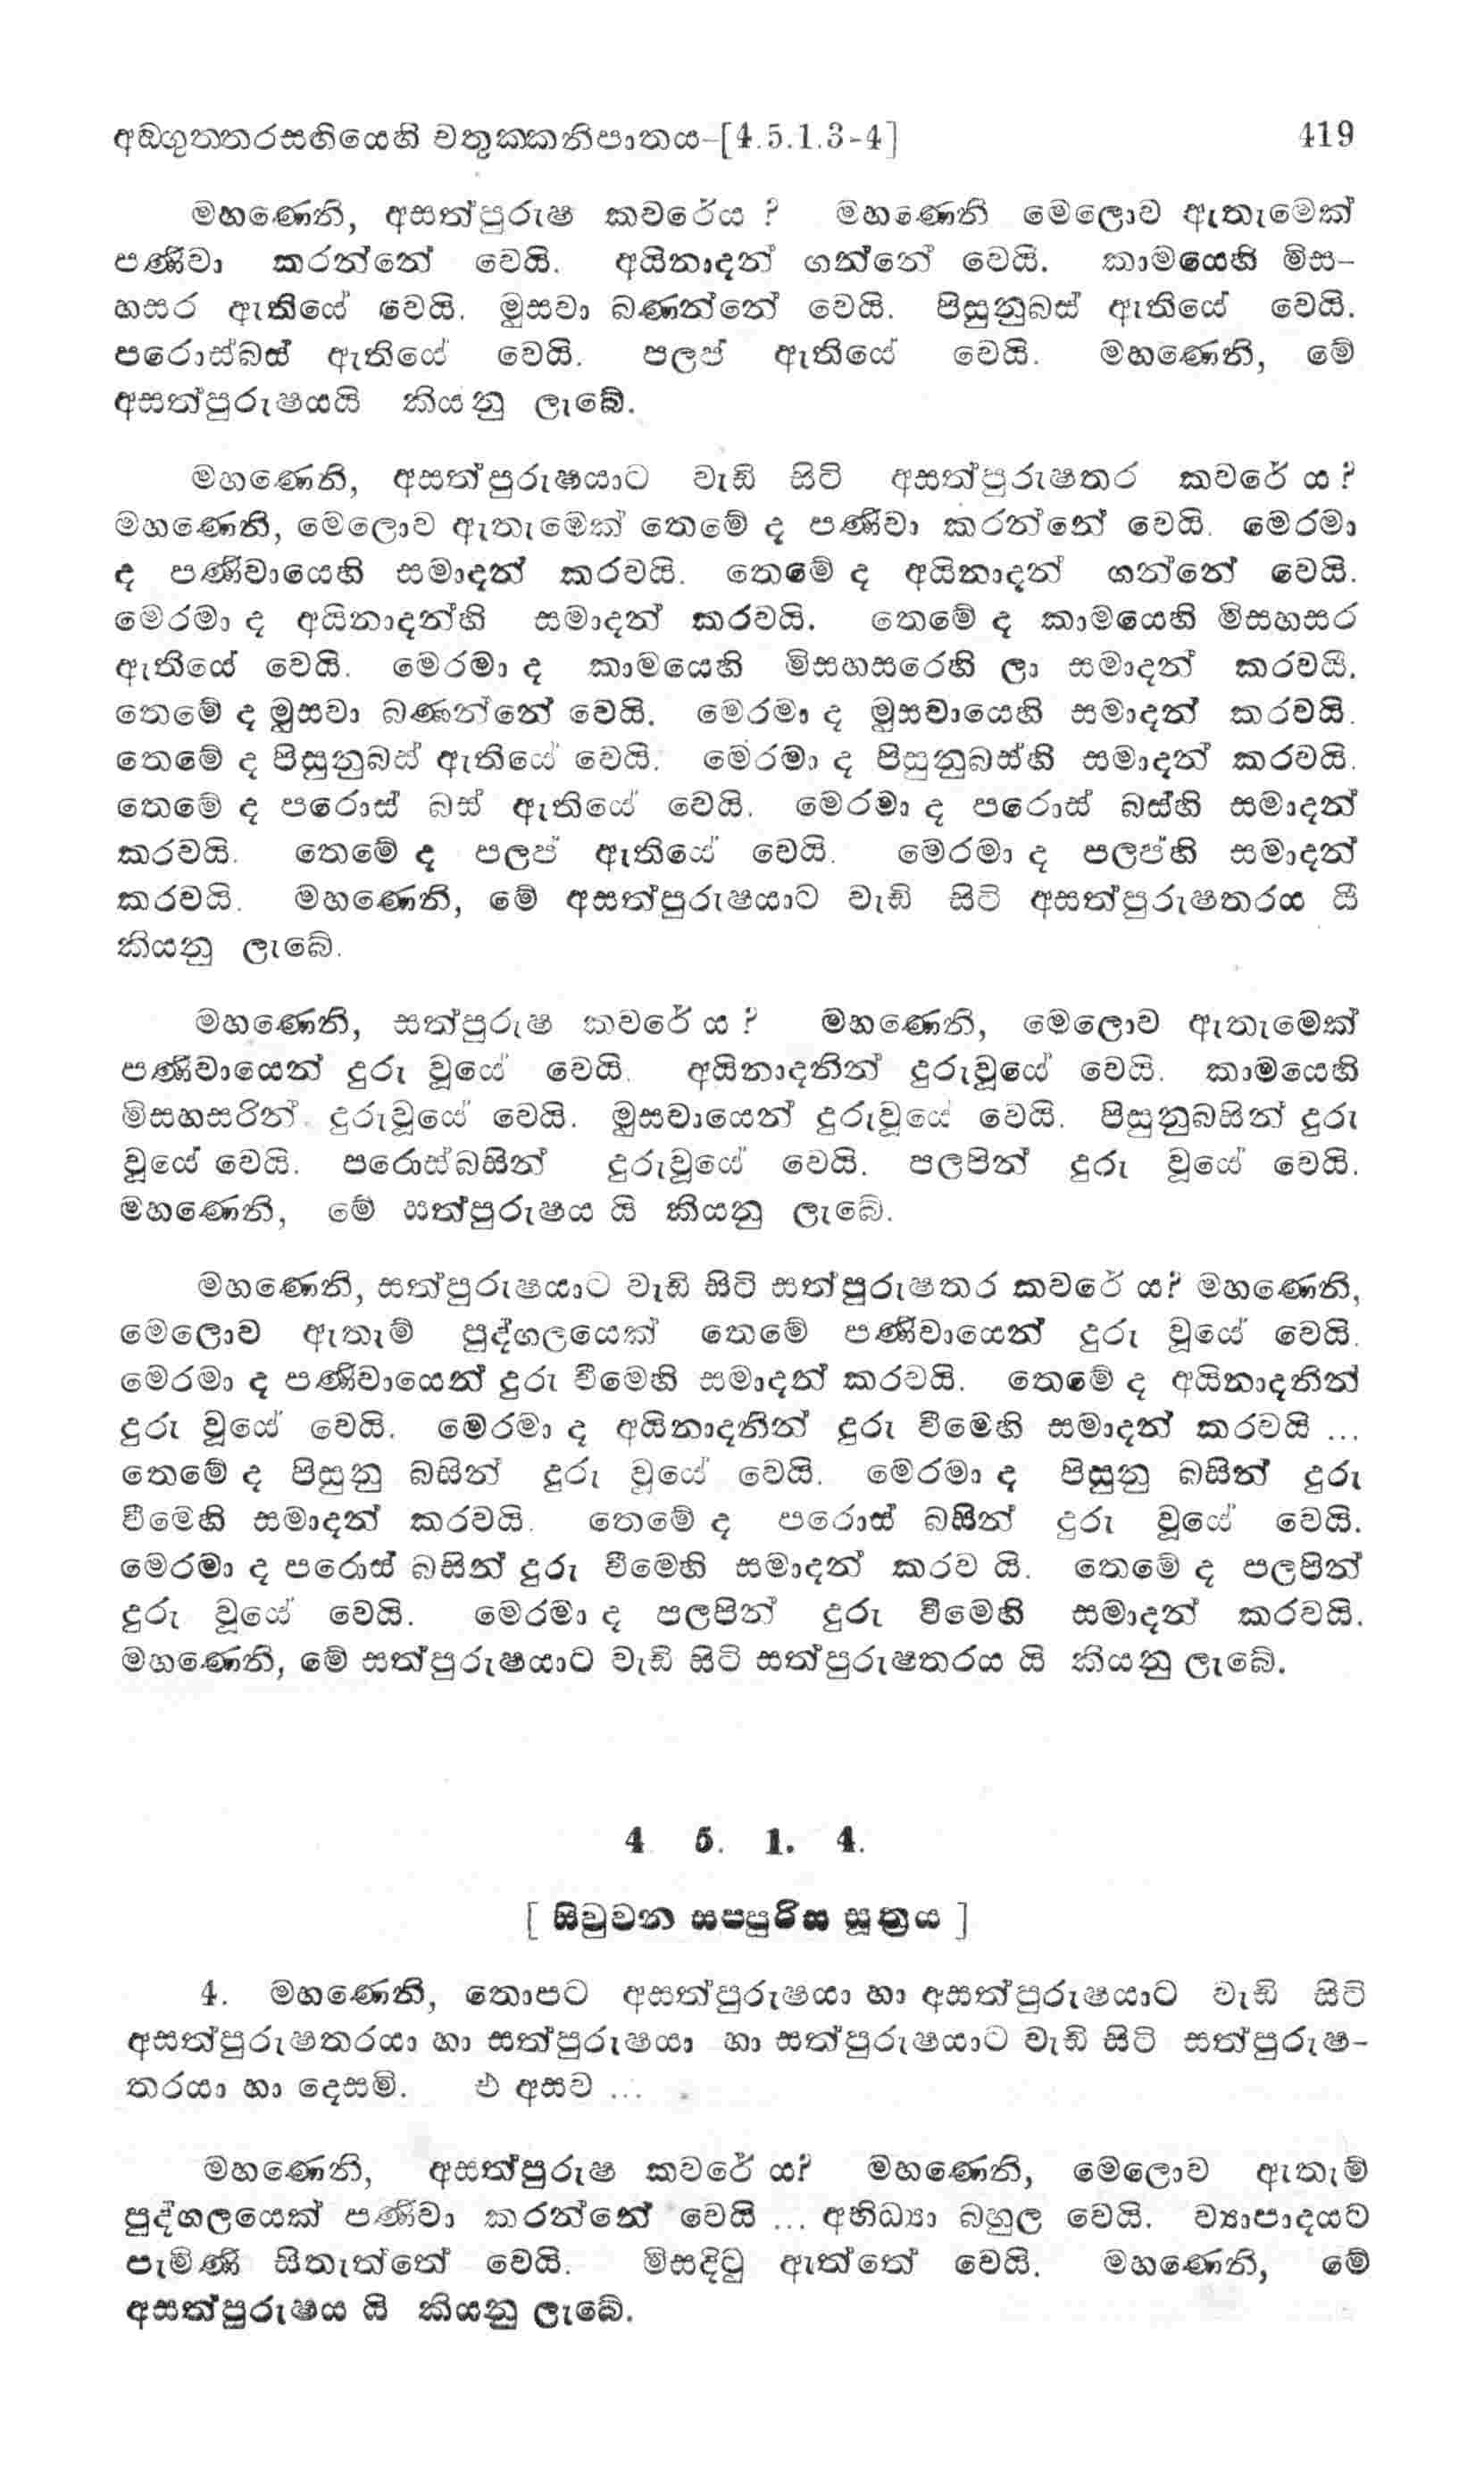 අඞගුත්තරසඟියෙහි චතුක්කනිපාතය-[4.5.1.3-4] 419
මහණෙනි, අසත්පුරුෂ කවරේය ? මහණෙනි මෙලොව ඇතැමෙක්
පණිවා කරන්නේ වෙයි. අයිනාදන් ගන්නේ වෙයි. කාමයෙහි මිස-
හසර ඇතියේ වෙයි. මුසවා බණන්නේ වෙයි. පිසුනුබස් ඇතියේ වෙයි.
පරොස්බස් ඇතියේ වෙයි. පලප් ඇතියේ වෙයි. මහණෙනි, මේ
අසත්පුරුෂයයයි කියනු ලැබේ.
මහණෙනි, අසත්පුරුෂයාට වැඩි සිටි අසත්පුරුෂතර කවරේ ය ?
මහණෙනි, මෙලොව ඇතැමෙක් තෙමේ ද පණිවා කරන්නේ වෙයි. මෙරමා
ද පණිවායෙහි සමාදන් කරවයි. තෙමේ ද අයිනාදන් ගන්නේ වෙයි.
මෙරමා ද අයිනාදන්හි සමාදන් කරවයි. තෙමේ ද කාමයෙහි මිසහසර
ඇතියේ වෙයි. මෙරමා ද කාමයෙහි මිසහසරෙහි ලා සමාදන් කරවයි.
තෙමේ ද මුසවා බණන්නේ වෙයි. මෙරමා ද මුසවායෙහි සමාදන් කරවයි.
තෙමේ ද පිසුනුබස් ඇතියේ වෙයි. මෙරමා ද පිසුනුබස්හි සමාදන් කරවයි.
තෙමේ ද පරොස් බස් ඇතියේ වෙයි. මෙරමා ද පරොස් බස්හි සමාදන්
කරවයි. තෙමේ ද පලප් ඇතියේ වෙයි. මෙරමා ද පලප්හි සමාදන්
කරවයි. මහණෙනි, මේ අසත්පුරුෂයාට වැඩි සිටි අසත්පුරුෂතරය යි
කියනු ලැබේ.
මහණෙනි, සත්පුරුෂ කවරේ ය ? මහණෙනි, මෙලොව ඇතැමෙක්
පණිවායෙන් දුරු වූයේ වෙයි. අයිනාදනින් දුරුවූයේ වෙයි. කාමයෙහි
මිසහසරින් දුරුවූයේ වෙයි. මුසවායෙන් දුරුවූයේ වෙයි. පිසුනුබසින් දුරු
වූයේ වෙයි. පරොස්බසින් දුරුවූයේ වෙයි. පලපින් දුරු වූයේ වෙයි.
මහණෙනි, මේ සත්පුරුෂය යි කියනු ලැබේ.
මහණෙනි, සත්පුරුෂයාට වැඩි සිටි සත්පුරුෂතර කවරේ ය? මහණෙනි,
මෙලොව ඇතැම් පුද්ගලයෙක් තෙමේ පණිවායෙන් දුරු වූයේ වෙයි.
මෙරමා ද පණිවායෙන් දුරු වීමෙහි සමාදන් කරවයි. තෙමේ ද අයිනාදනින්
දුරු වූයේ වෙයි. මෙරමා ද අයිනාදනින් දුරු වීමෙහි සමාදන් කරවයි ...
තෙමේ ද පිසුනු බසින් දුරු වූයේ වෙයි. මෙරමා ද පිසුනු බසින් දුරු
වීමෙහි සමාදන් කරවයි. තෙමේ ද පරොස් බසින් දුරු වූයේ වෙයි.
මෙරමා ද පරොස් බසින් දුරු වීමෙහි සමාදන් කරව යි. තෙමේ ද පලපින්
දුරු වූයේ වෙයි. මෙරමා ද පලපින් දුරු වීමෙහි සමාදන් කරවයි.
මහණෙනි, මේ සත්පුරුෂයාට වැඩි සිටි සත්පුරුෂතරය යි කියනු ලැබේ.
4 5. 1. 4.
[ සිවුවන සප්පුරිස සූත්‍රය ]
4. මහණෙනි, තොපට අසත්පුරුෂයා හා අසත්පුරුෂයාට වැඩි සිටි
අසත්පුරුෂතරයා හා සත්පුරුෂයා හා සත්පුරුෂයාට වැඩි සිටි සත්පුරුෂ-
තරයා හා දෙසමි. එ අසව ...
මහණෙනි, අසත්පුරුෂ කවරේ ය? මහණෙනි, මෙලොව ඇතැම්
පුද්ගලයෙක් පණිවා කරන්නේ වෙයි ... අභිධ්‍යා බහුල වෙයි. ව්‍යාපාදයට
පැමිණි සිතැත්තේ වෙයි. මිසදිටු ඇත්තේ වෙයි. මහණෙනි, මේ
අසත්පුරුෂය යි කියනු ලැබේ.